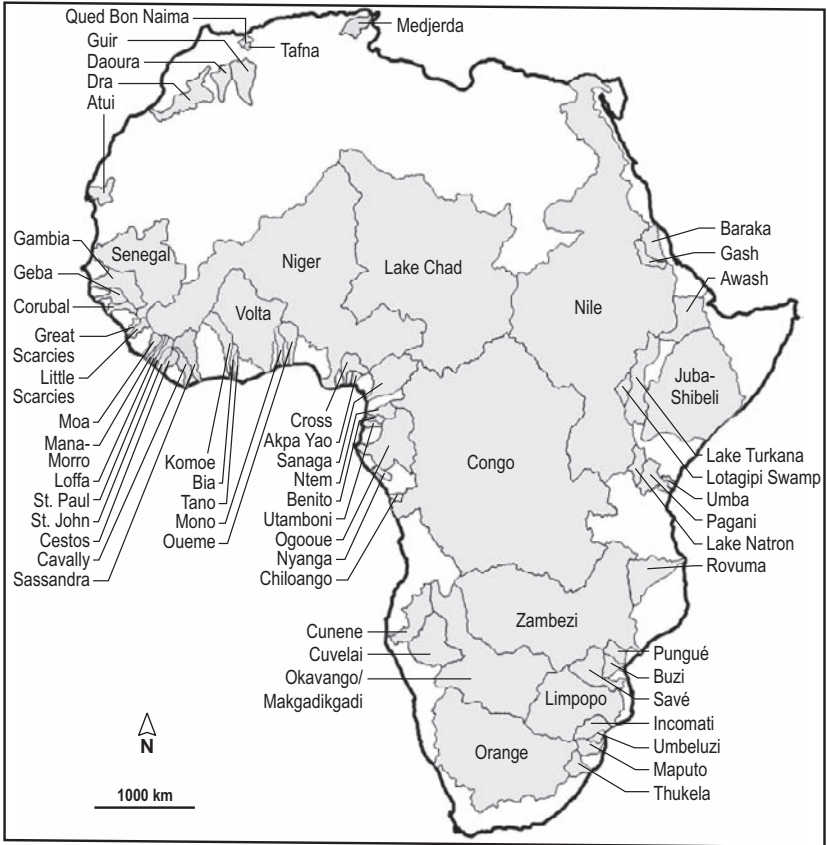 Qued Bon Naima
Guir
Daoura
Dra
Atui
Tafna
Medjerda
Gambia
Geba
Corubal
Great
Scarcies
Little
Scarcies
Moa
Mana-
Morro
Loffa
St. Paul
St. John
Cestos
Cavally
Sassandra
Senegal
Niger
Volta
Lake Chad
Nile
Baraka
Gash
Awash
Juba-
Shibeli
Komoe
Bia
Tano
Mono
Oueme
Cross
Akpa Yao
Sanaga
Ntem
Benito
Utamboni
Ogooue
Nyanga
Chiloango
Congo
Lake Turkana
Lotagipi Swamp
Umba
Pagani
Lake Natron
Rovuma
Zambezi
Cunene
Cuvelai
Okavango/
Makgadikgadi
Limpopo
Orange
Pungué
Buzi
Savé
Incomati
Umbeluzi
Maputo
Thukela
N
1000 km